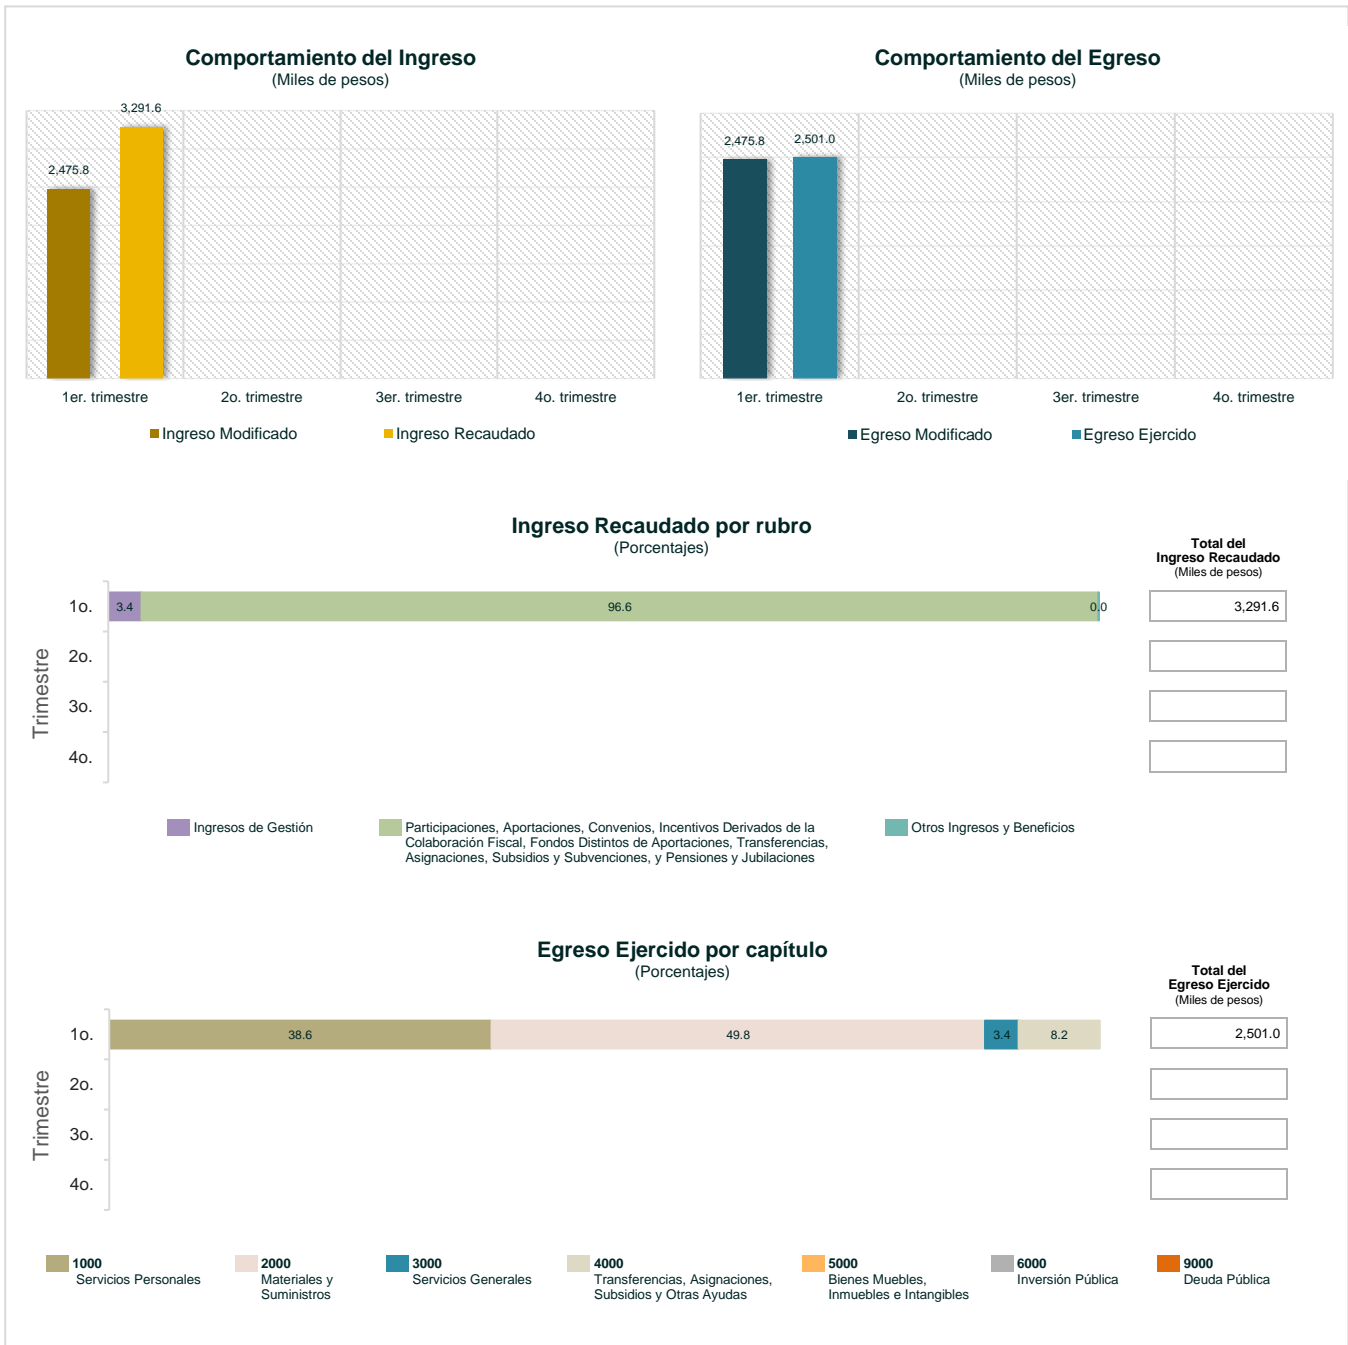 Comportamiento del Ingreso
(Miles de pesos)
3,291.6
2,475.8
1er. trimestre 2o. trimestre 3er. trimestre 4o. trimestre
Ingreso Modificado Ingreso Recaudado
Comportamiento del Egreso
(Miles de pesos)
2,475.8 2,501.0
1er. trimestre 2o. trimestre 3er. trimestre 4o. trimestre
Egreso Modificado Egreso Ejercido
Ingreso Recaudado por rubro
(Porcentajes)
Total del
Ingreso Recaudado
(Miles de pesos)
Trimestre
1o. 3.4 96.6 0.0 3,291.6
2o.
3o.
4o.
Ingresos de Gestión
Participaciones, Aportaciones, Convenios, Incentivos Derivados de la
Colaboración Fiscal, Fondos Distintos de Aportaciones, Transferencias,
Asignaciones, Subsidios y Subvenciones, y Pensiones y Jubilaciones
Otros Ingresos y Beneficios
Egreso Ejercido por capítulo
(Porcentajes)
Total del
Egreso Ejercido
(Miles de pesos)
Trimestre
1o. 38.6 49.8 3.4 8.2 2,501.0
2o.
3o.
4o.
1000
Servicios Personales
2000
Materiales y
Suministros
3000
Servicios Generales
4000
Transferencias, Asignaciones,
Subsidios y Otras Ayudas
5000
Bienes Muebles,
Inmuebles e Intangibles
6000
Inversión Pública
9000
Deuda Pública